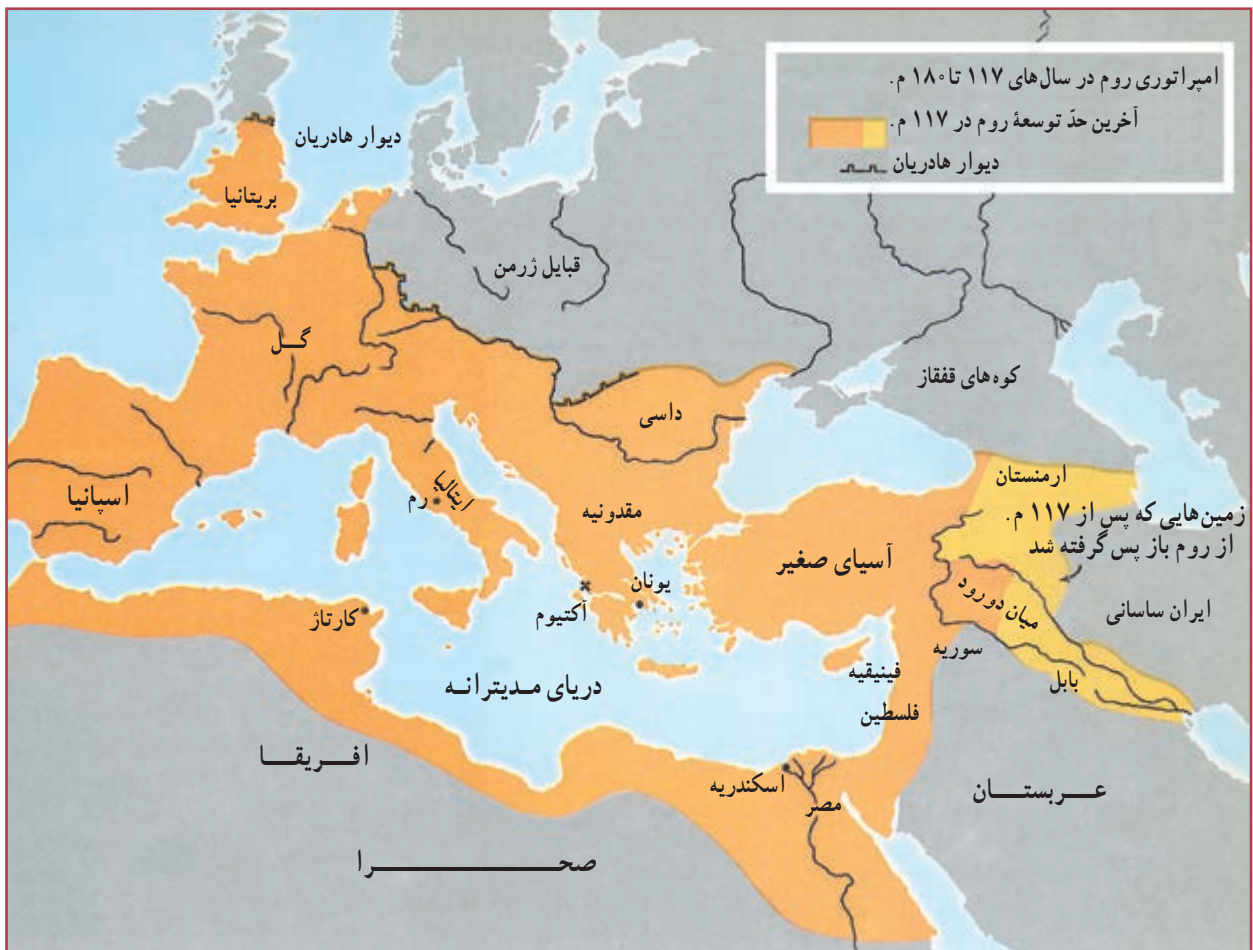 امپراتوری روم در سال‌های ۱۱۷ تا ۱۸۰ م.
آخرین حدّ توسعهٔ روم در ۱۱۷ م.
دیوار هادریان
دیوار هادریان
بریتانیا
قبایل ژرمن
گل
کوه‌های قفقاز
داسی
ارمنستان
زمین‌هایی که پس از ۱۱۷ م.
از روم باز پس گرفته شد
اسپانیا
ایتالیا
رم
مقدونیه
آسیای صغیر
یونان
آکتیوم
کارتاژ
میان دورود
ایران ساسانی
سوریه
بابل
فینیقیه
فلسطین
دریای مدیترانه
افریقا
اسکندریه
مصر
عربستان
صحرا